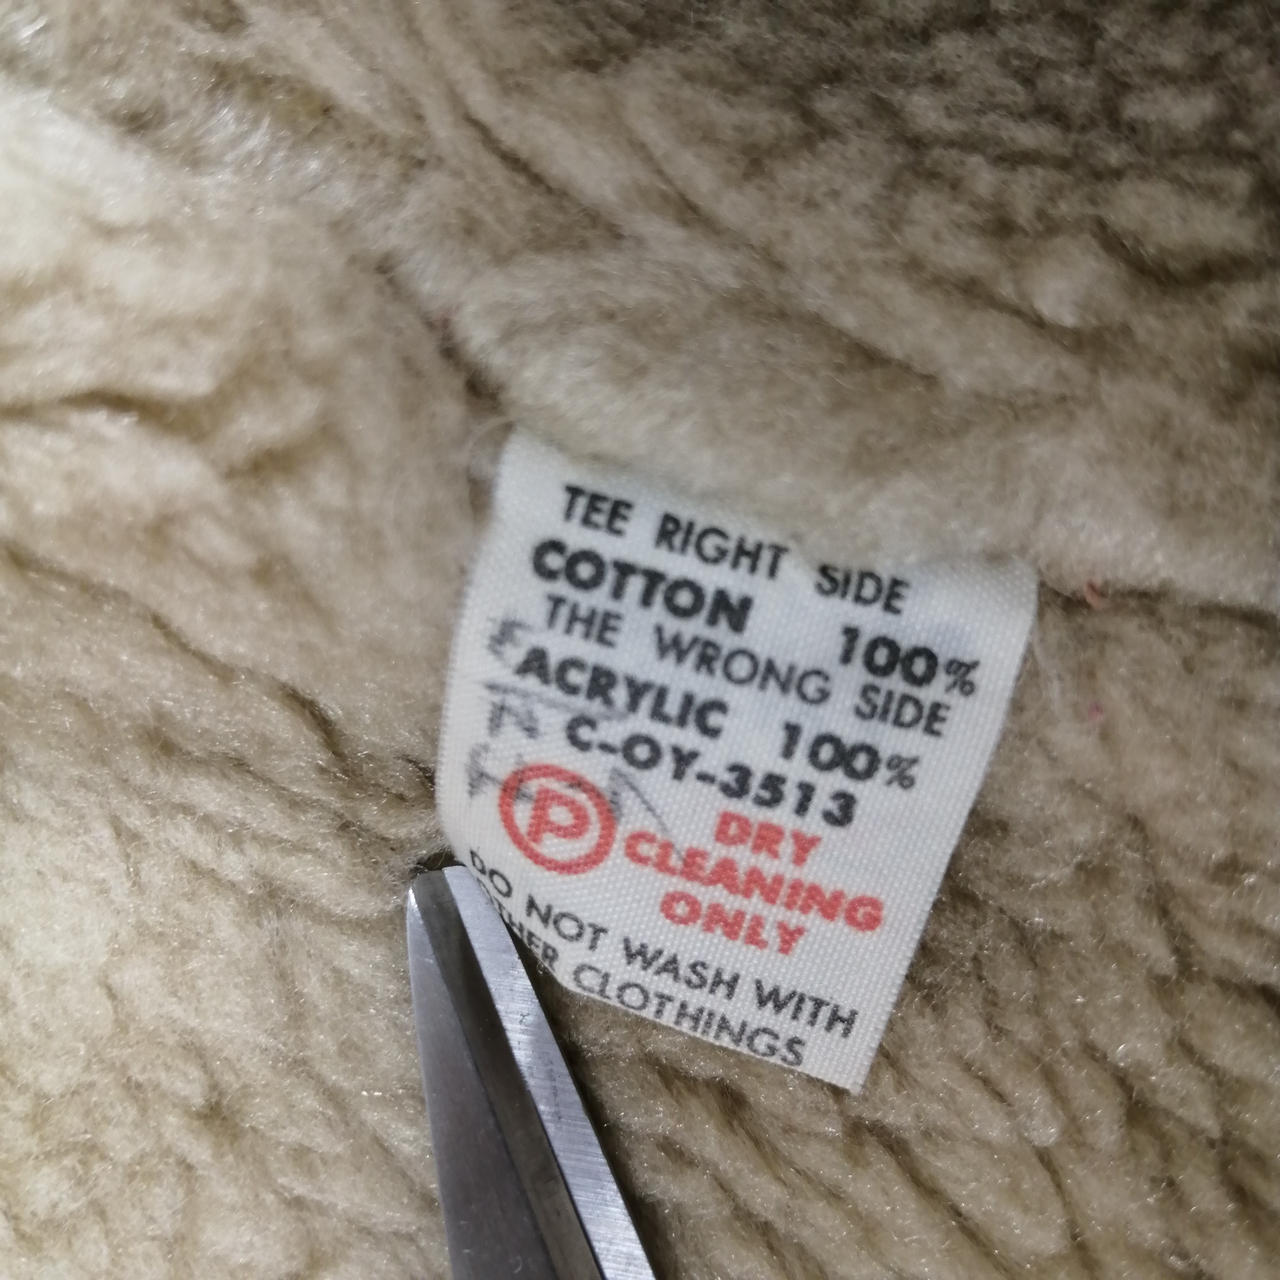 TEE RIGHT SIDE
COTTON 100%
THE WRONG SIDE
ACRYLIC 100%
C-OY-3513
P
DRY
CLEANING
ONLY
DO NOT WASH WITH
OTHER CLOTHINGS